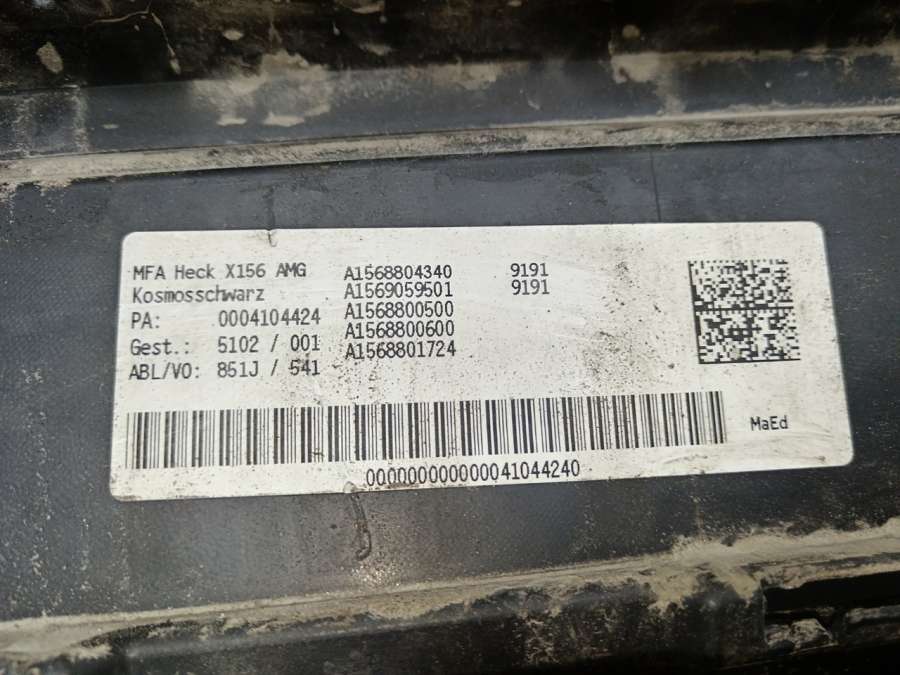 MFA Heck X156 AMG
Kosmosschwarz
PA: 0004104424
Gest.: 5102 / 001
ABL/VO: 851J / 541
A1568804340 9191
A1569059501 9191
A1568800500
A1568800600
A1568801724
MaEd
000000000000041044240